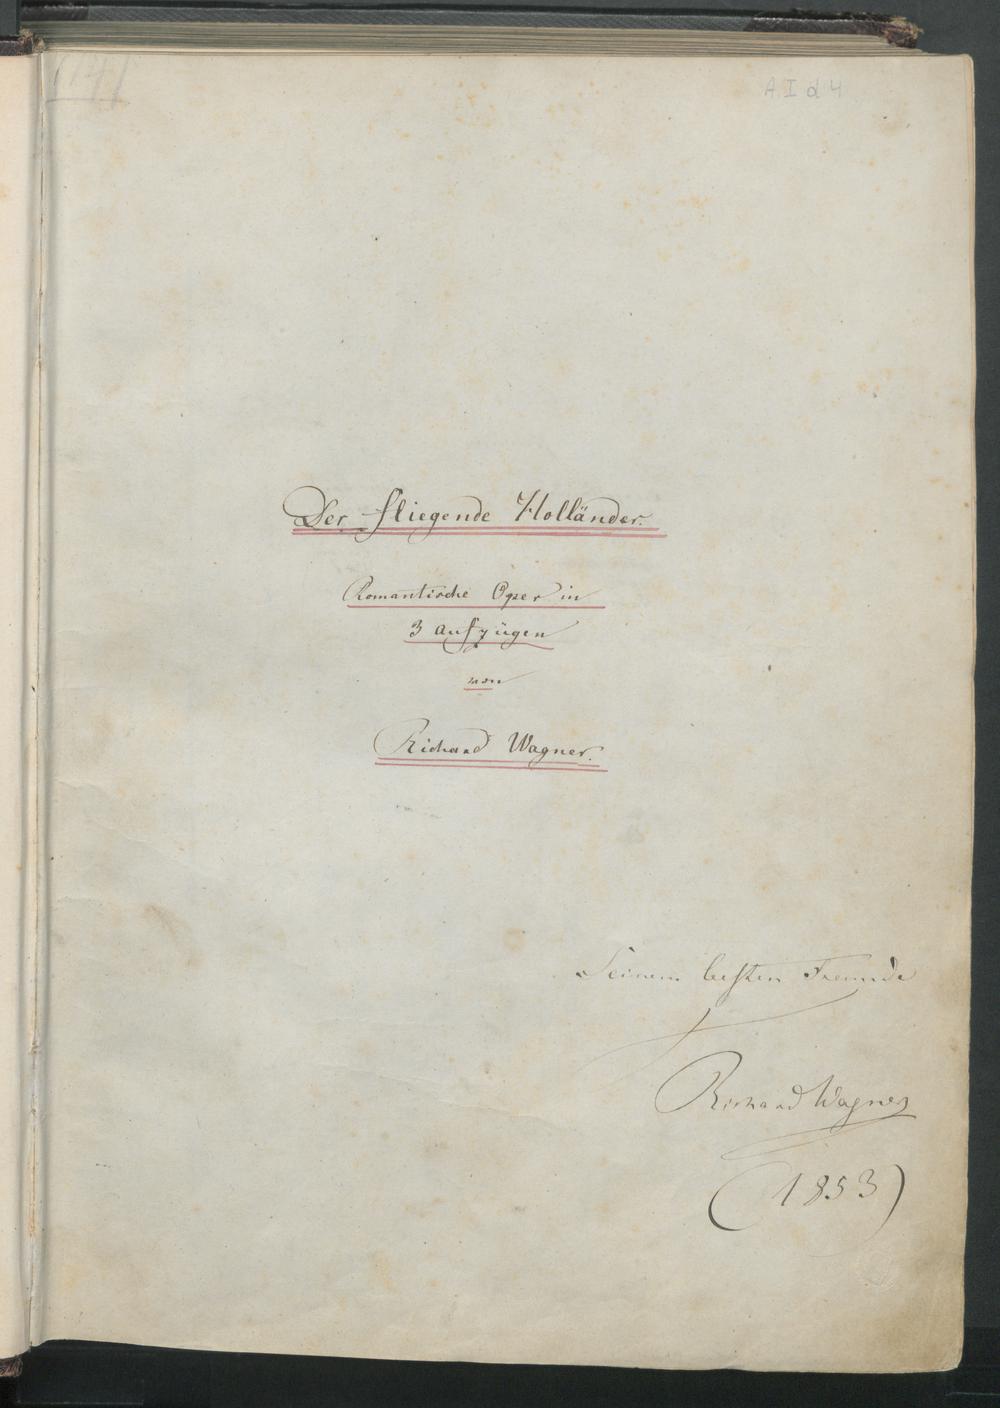 (14)
A I d 4
Der fliegende Holländer.
Romantische Oper in
3 Aufzügen
von
Richard Wagner.
Seinem besten Freunde
Richard Wagner
(1853)